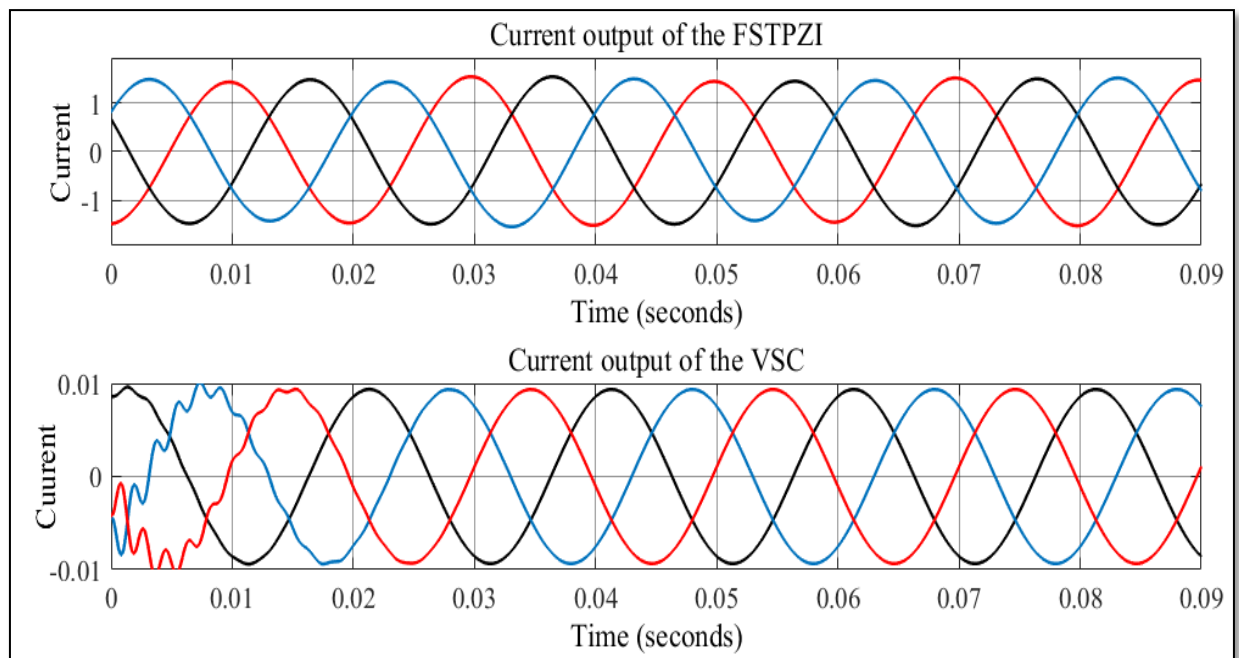 Current output of the FSTPZI
Current
1
0
-1
0 0.01 0.02 0.03 0.04 0.05 0.06 0.07 0.08 0.09
Time (seconds)
Current output of the VSC
Cuurent
0.01
0
-0.01
0 0.01 0.02 0.03 0.04 0.05 0.06 0.07 0.08 0.09
Time (seconds)